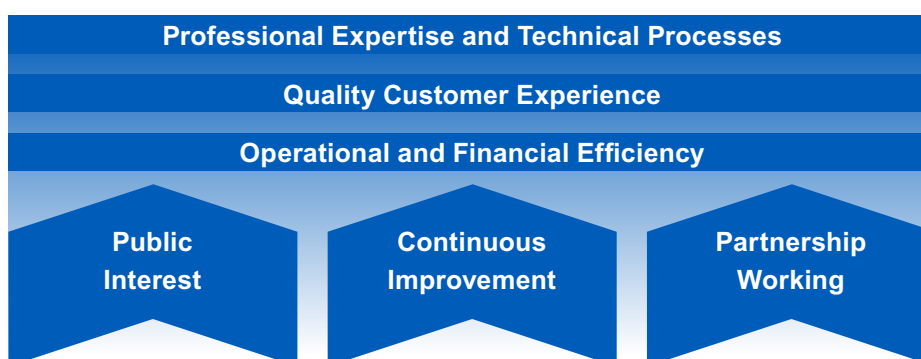 Professional Expertise and Technical Processes
Quality Customer Experience
Operational and Financial Efficiency
Public
Interest
Continuous
Improvement
Partnership
Working